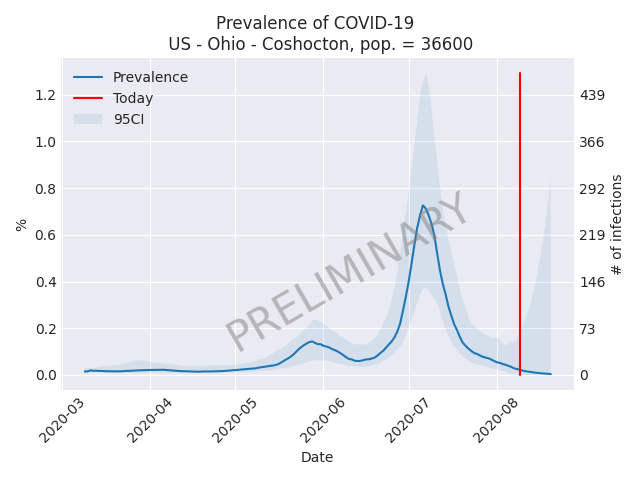 Prevalence of COVID-19
US - Ohio - Coshocton, pop. = 36600
Prevalence
Today
95CI
PRELIMINARY
%
1.2
1.0
0.8
0.6
0.4
0.2
0.0
439
366
292
219
146
73
0
# of infections
2020-03
2020-04
2020-05
2020-06
2020-07
2020-08
Date